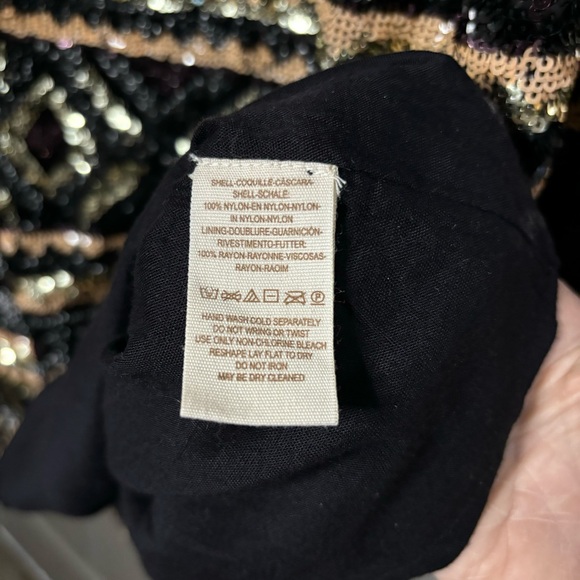 SHELL-COQUILLE-CÁSCARA-
SHELL-SCHALE:
100% NYLON-EN NYLON-NYLON-
IN NYLON-NYLON
LINING-DOUBLURE-GUARNICIÓN-
RIVESTIMENTO-FUTTER:
100% RAYON-RAYONNE-VISCOSAS-
RAYON-RAOIM
P
HAND WASH COLD SEPARATELY
DO NOT WRING OR TWIST
USE ONLY NON-CHLORINE BLEACH
RESHAPE LAY FLAT TO DRY
DO NOT IRON
MAY BE DRY CLEANED